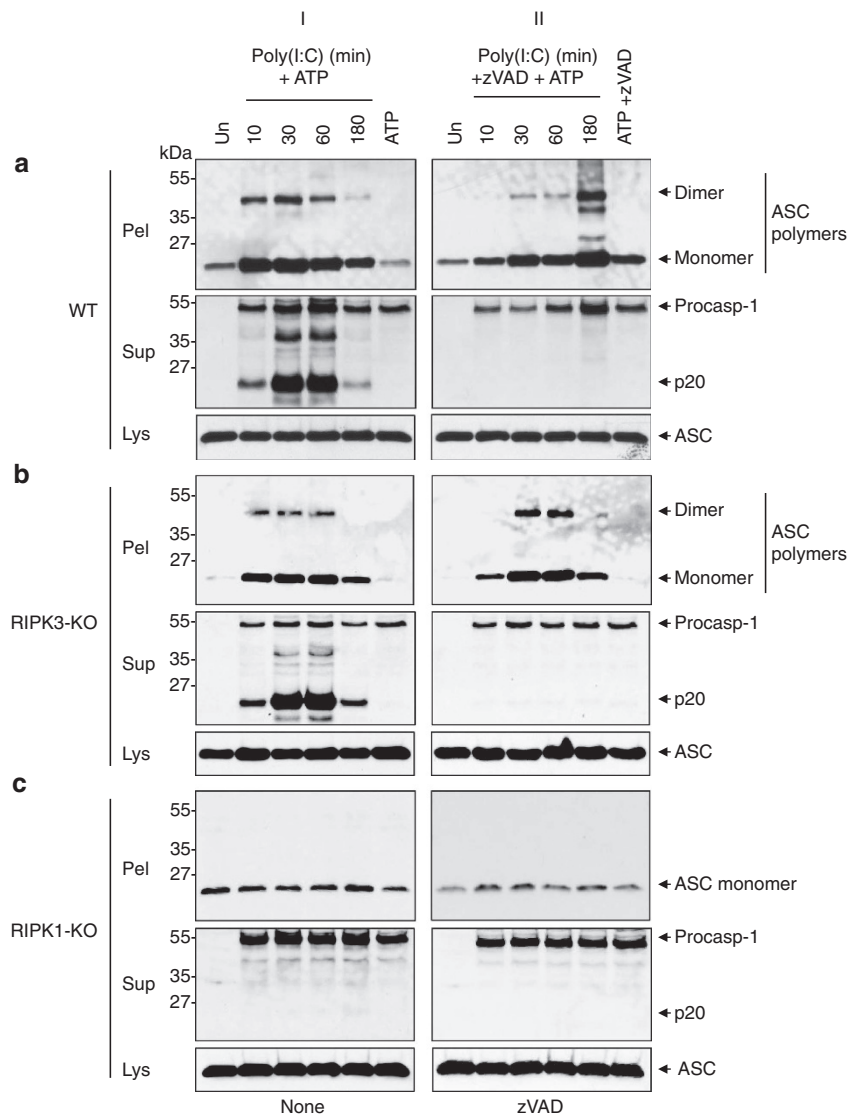 I II
Poly(I:C) (min)
+ ATP
Poly(I:C) (min)
+zVAD + ATP
Un 10 30 60 180 ATP
Un 10 30 60 180 ATP +zVAD
kDa
a
WT
Pel
55-
35-
27-
Dimer
Monomer
ASC
polymers
Sup
55-
35-
27-
Procasp-1
p20
Lys
ASC
b
RIPK3-KO
Pel
55-
35-
27-
Dimer
Monomer
ASC
polymers
Sup
55-
35-
27-
Procasp-1
p20
Lys
ASC
c
RIPK1-KO
Pel
55-
35-
27-
ASC monomer
Sup
55-
35-
27-
Procasp-1
p20
Lys
ASC
None zVAD